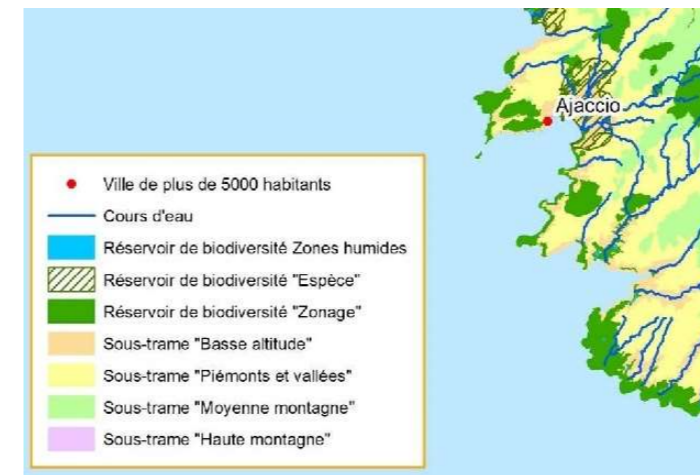 Ajaccio
Ville de plus de 5000 habitants
Cours d'eau
Réservoir de biodiversité Zones humides
Réservoir de biodiversité "Espèce"
Réservoir de biodiversité "Zonage"
Sous-trame "Basse altitude"
Sous-trame "Piémonts et vallées"
Sous-trame "Moyenne montagne"
Sous-trame "Haute montagne"